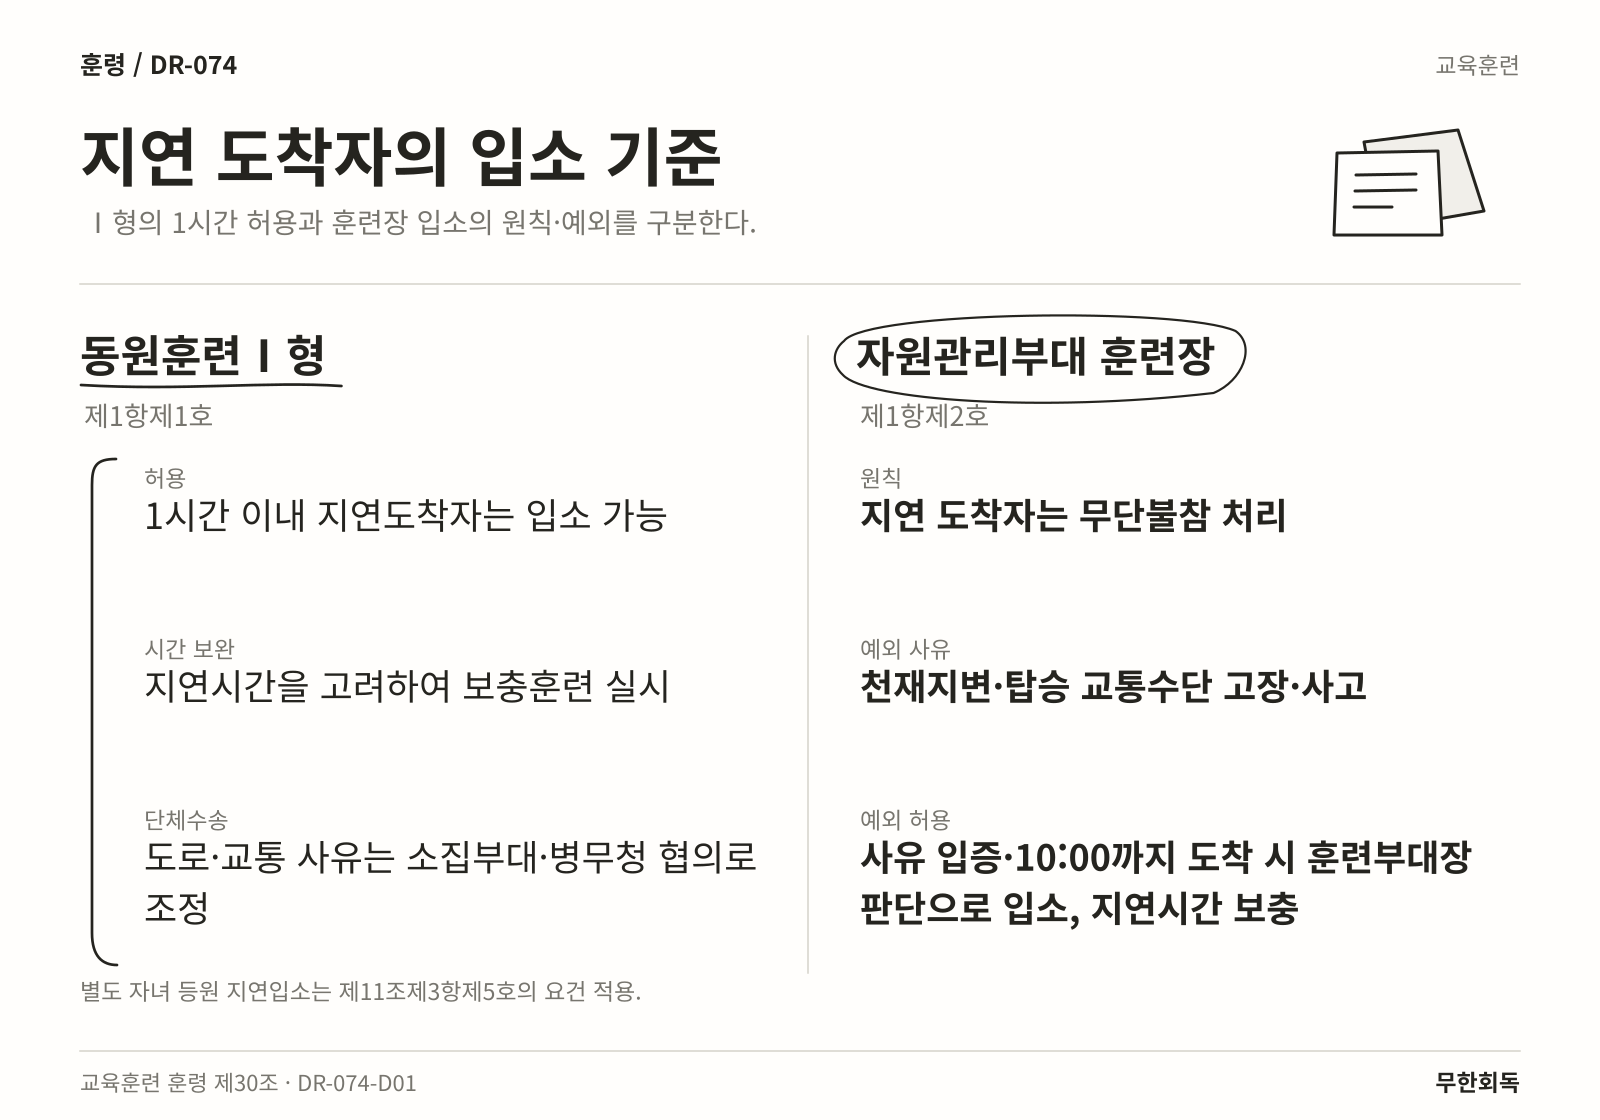 훈령 / DR-074
교육훈련
지연 도착자의 입소 기준
Ⅰ형의 1시간 허용과 훈련장 입소의 원칙·예외를 구분한다.
동원훈련Ⅰ형
제1항제1호
허용
1시간 이내 지연도착자는 입소 가능
시간 보완
지연시간을 고려하여 보충훈련 실시
단체수송
도로·교통 사유는 소집부대·병무청 협의로
조정
별도 자녀 등원 지연입소는 제11조제3항제5호의 요건 적용.
자원관리부대 훈련장
제1항제2호
원칙
지연 도착자는 무단불참 처리
예외 사유
천재지변·탑승 교통수단 고장·사고
예외 허용
사유 입증·10:00까지 도착 시 훈련부대장
판단으로 입소, 지연시간 보충
교육훈련 훈령 제30조 · DR-074-D01
무한회독